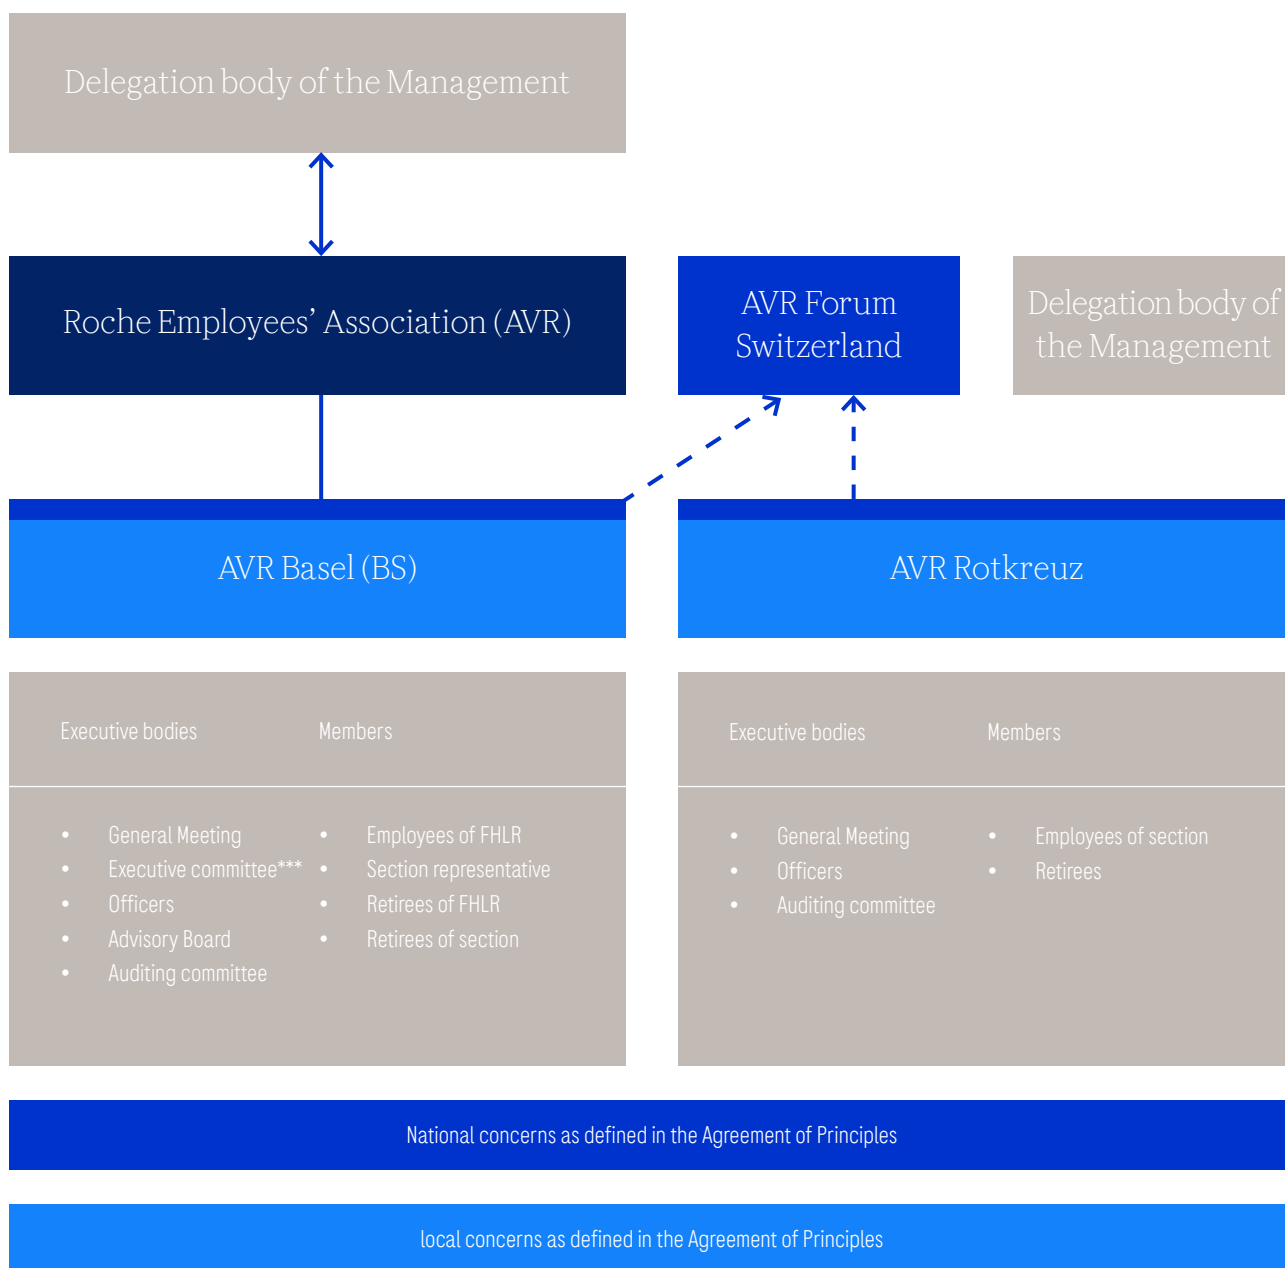 Delegation body of the Management
Roche Employees’ Association (AVR)
AVR Forum
Switzerland
Delegation body of
the Management
AVR Basel (BS)
AVR Rotkreuz
Executive bodies
Members
• General Meeting
• Executive committee***
• Officers
• Advisory Board
• Auditing committee
• Employees of FHLR
• Section representative
• Retirees of FHLR
• Retirees of section
Executive bodies
Members
• General Meeting
• Officers
• Auditing committee
• Employees of section
• Retirees
National concerns as defined in the Agreement of Principles
local concerns as defined in the Agreement of Principles